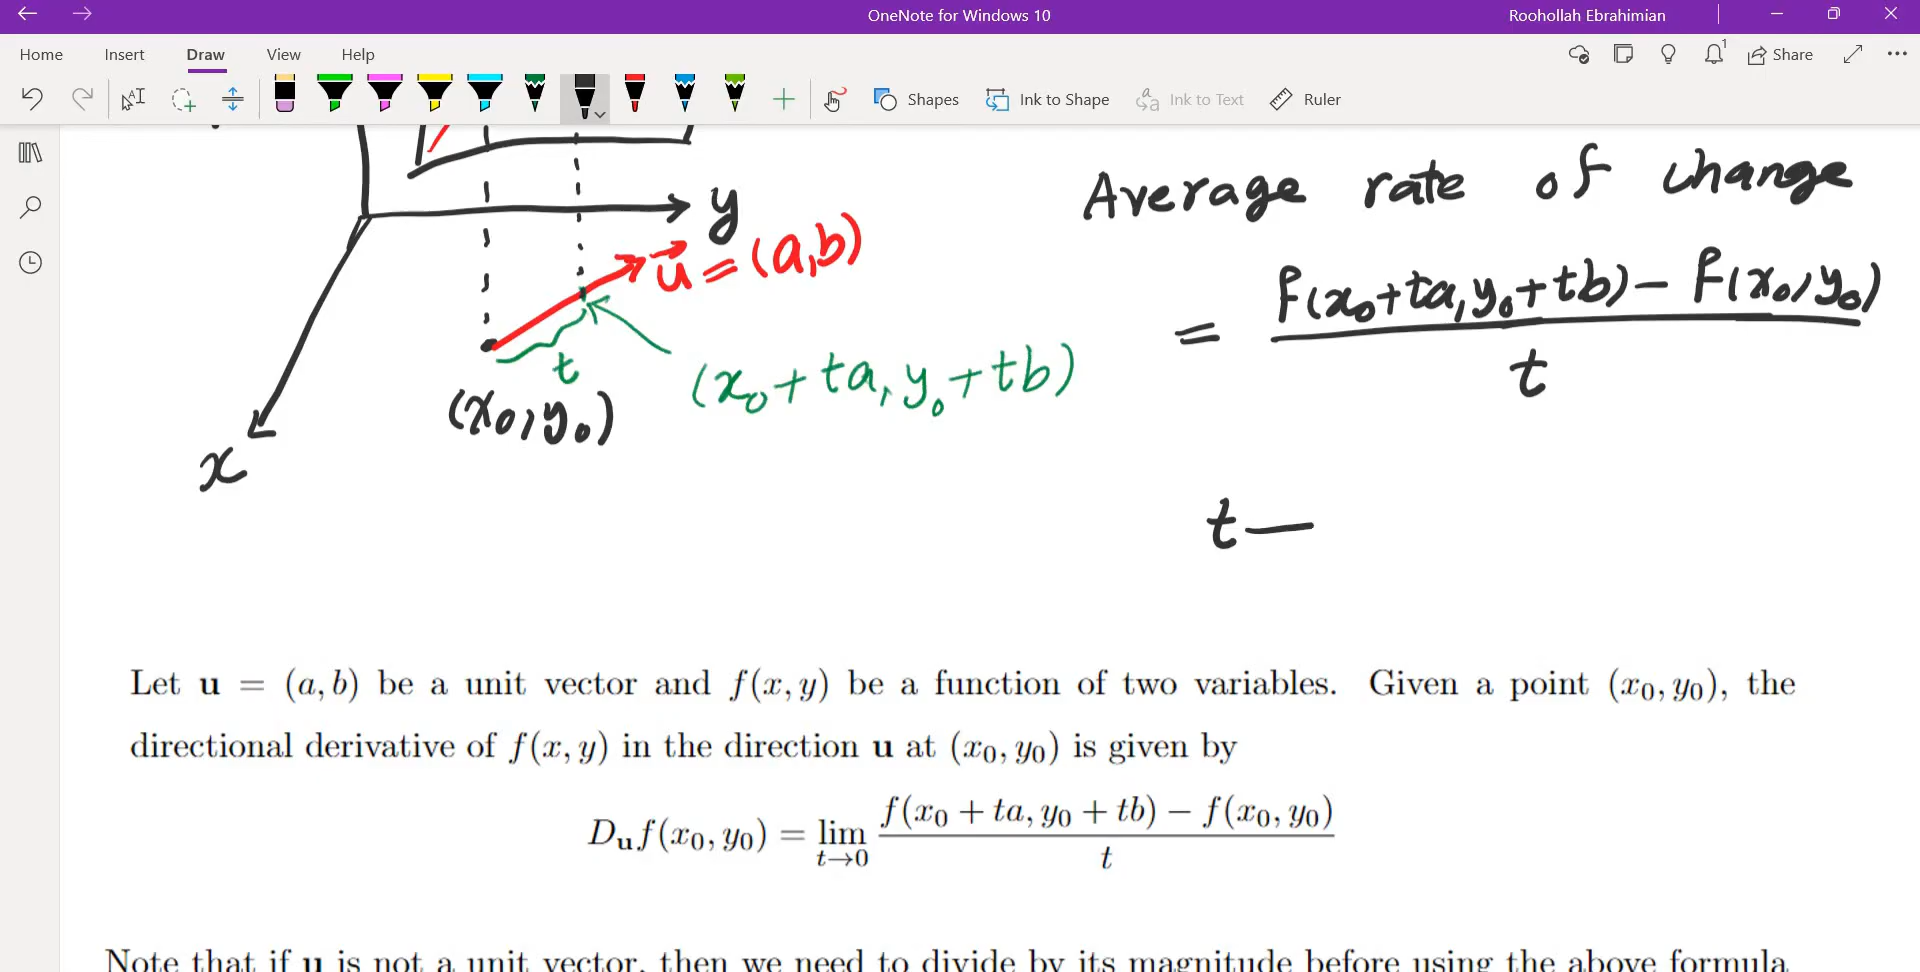 OneNote for Windows 10
Roohollah Ebrahimian
Home Insert Draw View Help
1
Share
Shapes
Ink to Shape
Ink to Text
Ruler
y
u⃗ = (a,b)
t
(x₀+ta, y₀+tb)
(x₀,y₀)
x
Average rate of change
= f(x₀+ta, y₀+tb) − f(x₀,y₀)
t
t—
Let u = (a, b) be a unit vector and f(x, y) be a function of two variables. Given a point (x₀, y₀), the
directional derivative of f(x, y) in the direction u at (x₀, y₀) is given by
f(x₀ + ta, y₀ + tb) − f(x₀, y₀)
Dᵤf(x₀, y₀) = lim
t→0 t
Note that if u is not a unit vector, then we need to divide by its magnitude before using the above formula